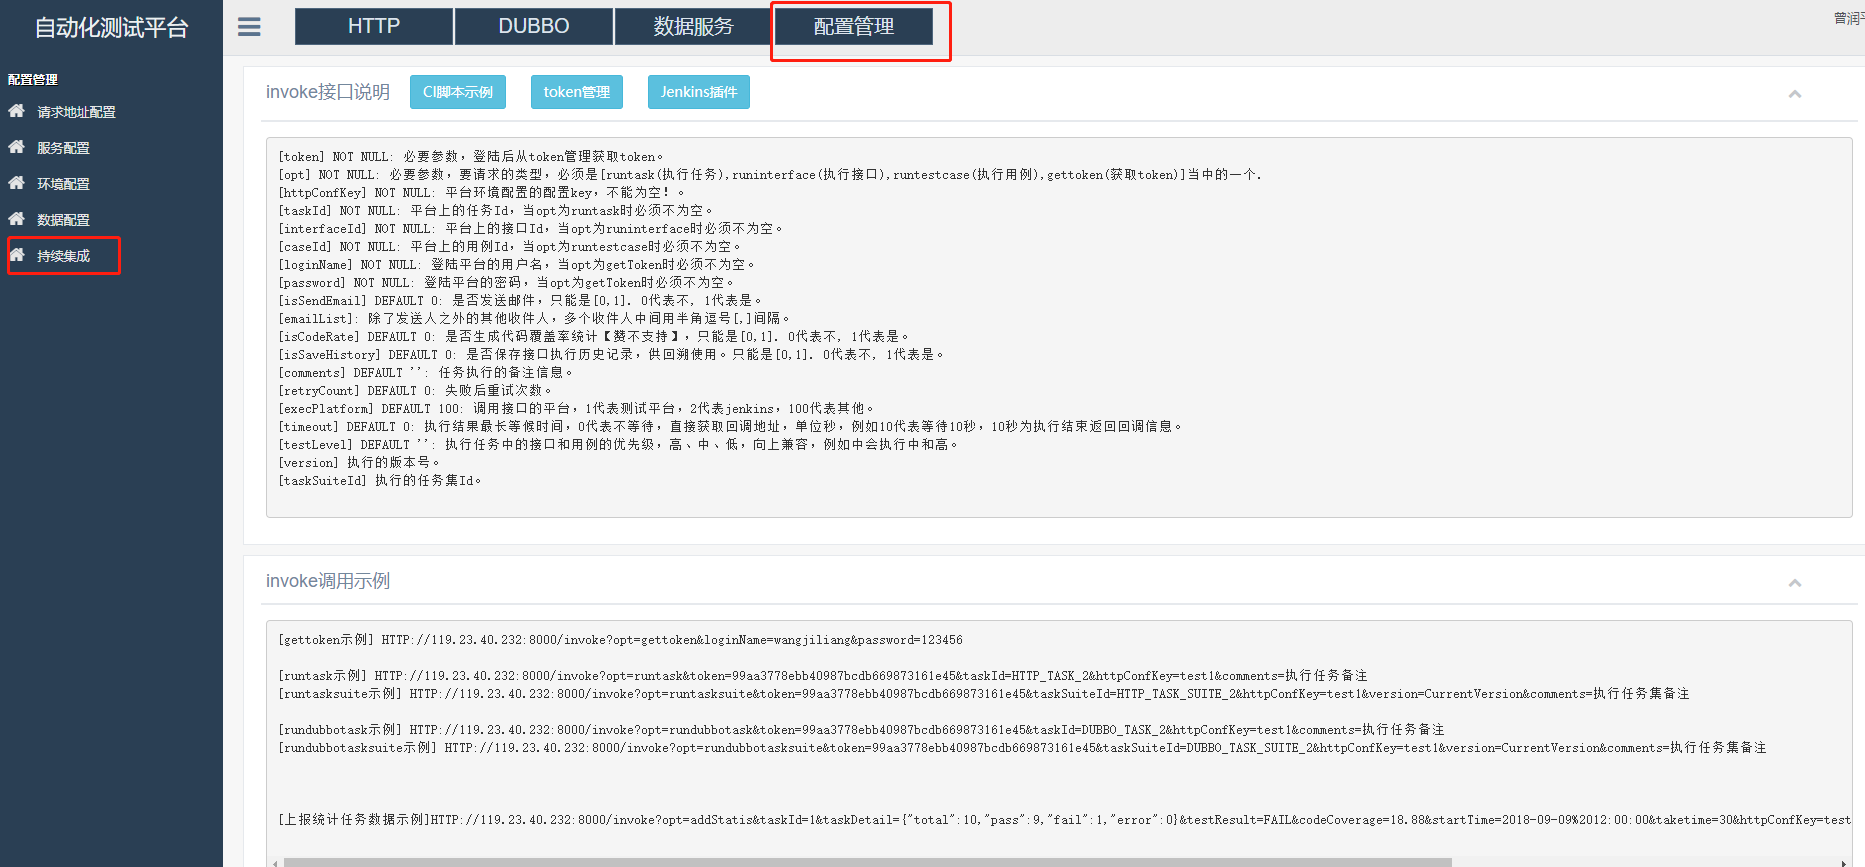 自动化测试平台
HTTP
DUBBO
数据服务
配置管理
曾润平
配置管理
请求地址配置
服务配置
环境配置
数据配置
持续集成
invoke接口说明
CI脚本示例
token管理
Jenkins插件
[token] NOT NULL: 必要参数，登陆后从token管理获取token。
[opt] NOT NULL: 必要参数，要请求的类型，必须是[runtask(执行任务),runinterface(执行接口),runtestcase(执行用例),gettoken(获取token)]当中的一个.
[httpConfKey] NOT NULL: 平台环境配置的配置key，不能为空！。
[taskId] NOT NULL: 平台上的任务Id，当opt为runtask时必须不为空。
[interfaceId] NOT NULL: 平台上的接口Id，当opt为runinterface时必须不为空。
[caseId] NOT NULL: 平台上的用例Id，当opt为runtestcase时必须不为空。
[loginName] NOT NULL: 登陆平台的用户名，当opt为getToken时必须不为空。
[password] NOT NULL: 登陆平台的密码，当opt为getToken时必须不为空。
[isSendEmail] DEFAULT 0: 是否发送邮件，只能是[0,1]. 0代表不, 1代表是。
[emailList]: 除了发送人之外的其他收件人，多个收件人中间用半角逗号[,]间隔。
[isCodeRate] DEFAULT 0: 是否生成代码覆盖率统计【赞不支持】，只能是[0,1]. 0代表不, 1代表是。
[isSaveHistory] DEFAULT 0: 是否保存接口执行历史记录，供回溯使用。只能是[0,1]. 0代表不, 1代表是。
[comments] DEFAULT '': 任务执行的备注信息。
[retryCount] DEFAULT 0: 失败后重试次数。
[execPlatform] DEFAULT 100: 调用接口的平台，1代表测试平台，2代表jenkins，100代表其他。
[timeout] DEFAULT 0: 执行结果最长等候时间，0代表不等待，直接获取回调地址，单位秒，例如10代表等待10秒，10秒为执行结束返回回调信息。
[testLevel] DEFAULT '': 执行任务中的接口和用例的优先级，高、中、低，向上兼容，例如中会执行中和高。
[version] 执行的版本号。
[taskSuiteId] 执行的任务集Id。
invoke调用示例
[gettoken示例] HTTP://119.23.40.232:8000/invoke?opt=gettoken&loginName=wangjiliang&password=123456
[runtask示例] HTTP://119.23.40.232:8000/invoke?opt=runtask&token=99aa3778ebb40987bcdb669873161e45&taskId=HTTP_TASK_2&httpConfKey=test1&comments=执行任务备注
[runtasksuite示例] HTTP://119.23.40.232:8000/invoke?opt=runtasksuite&token=99aa3778ebb40987bcdb669873161e45&taskSuiteId=HTTP_TASK_SUITE_2&httpConfKey=test1&version=CurrentVersion&comments=执行任务集备注
[rundubbotask示例] HTTP://119.23.40.232:8000/invoke?opt=rundubbotask&token=99aa3778ebb40987bcdb669873161e45&taskId=DUBBO_TASK_2&httpConfKey=test1&comments=执行任务备注
[rundubbotasksuite示例] HTTP://119.23.40.232:8000/invoke?opt=rundubbotasksuite&token=99aa3778ebb40987bcdb669873161e45&taskSuiteId=DUBBO_TASK_SUITE_2&httpConfKey=test1&version=CurrentVersion&comments=执行任务集备注
[上报统计任务数据示例]HTTP://119.23.40.232:8000/invoke?opt=addStatis&taskId=1&taskDetail={"total":10,"pass":9,"fail":1,"error":0}&testResult=FAIL&codeCoverage=18.88&startTime=2018-09-09%2012:00:00&taketime=30&httpConfKey=test